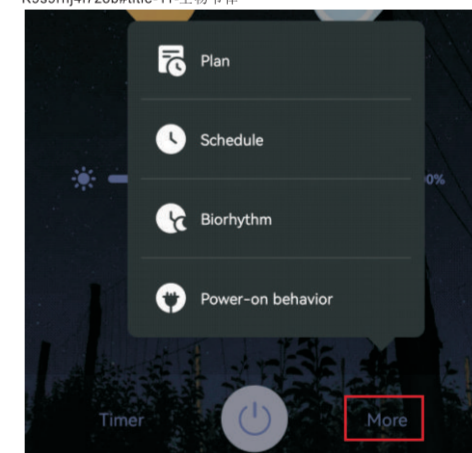 Plan
Schedule
0%
Biorhythm
Power-on behavior
Timer
More